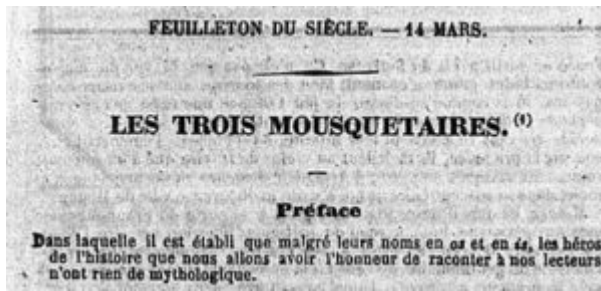 FEUILLETON DU SIÈCLE. — 14 MARS.
LES TROIS MOUSQUETAIRES. (1)
Préface
Dans laquelle il est établi que malgré leurs noms en os et en is, les héros
de l'histoire que nous allons avoir l'honneur de raconter à nos lecteurs
n'ont rien de mythologique.